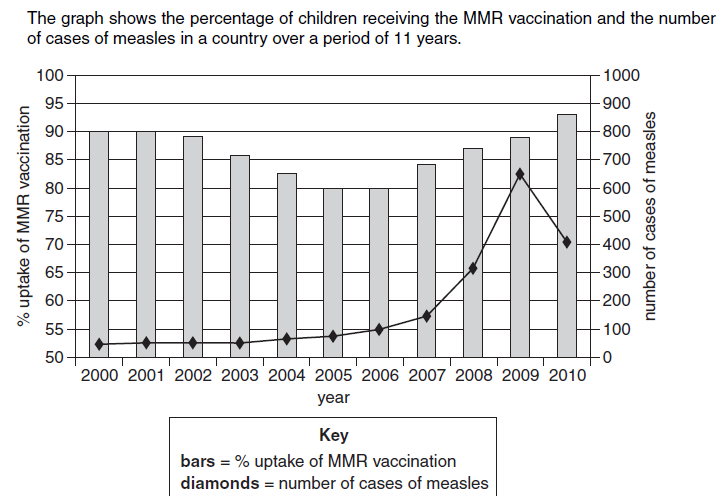 The graph shows the percentage of children receiving the MMR vaccination and the number
of cases of measles in a country over a period of 11 years.
% uptake of MMR vaccination
100
95
90
85
80
75
70
65
60
55
50
1000
900
800
700
600
500
400
300
200
100
0
number of cases of measles
2000 2001 2002 2003 2004 2005 2006 2007 2008 2009 2010
year
Key
bars = % uptake of MMR vaccination
diamonds = number of cases of measles